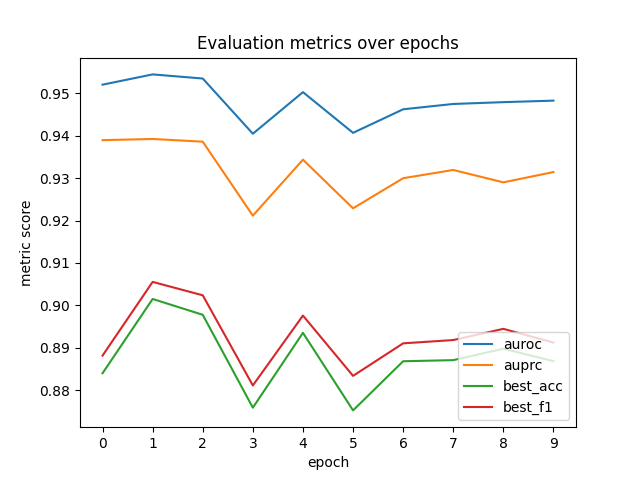 Evaluation metrics over epochs
metric score
0.95
0.94
0.93
0.92
0.91
0.90
0.89
0.88
auroc
auprc
best_acc
best_f1
0 1 2 3 4 5 6 7 8 9
epoch